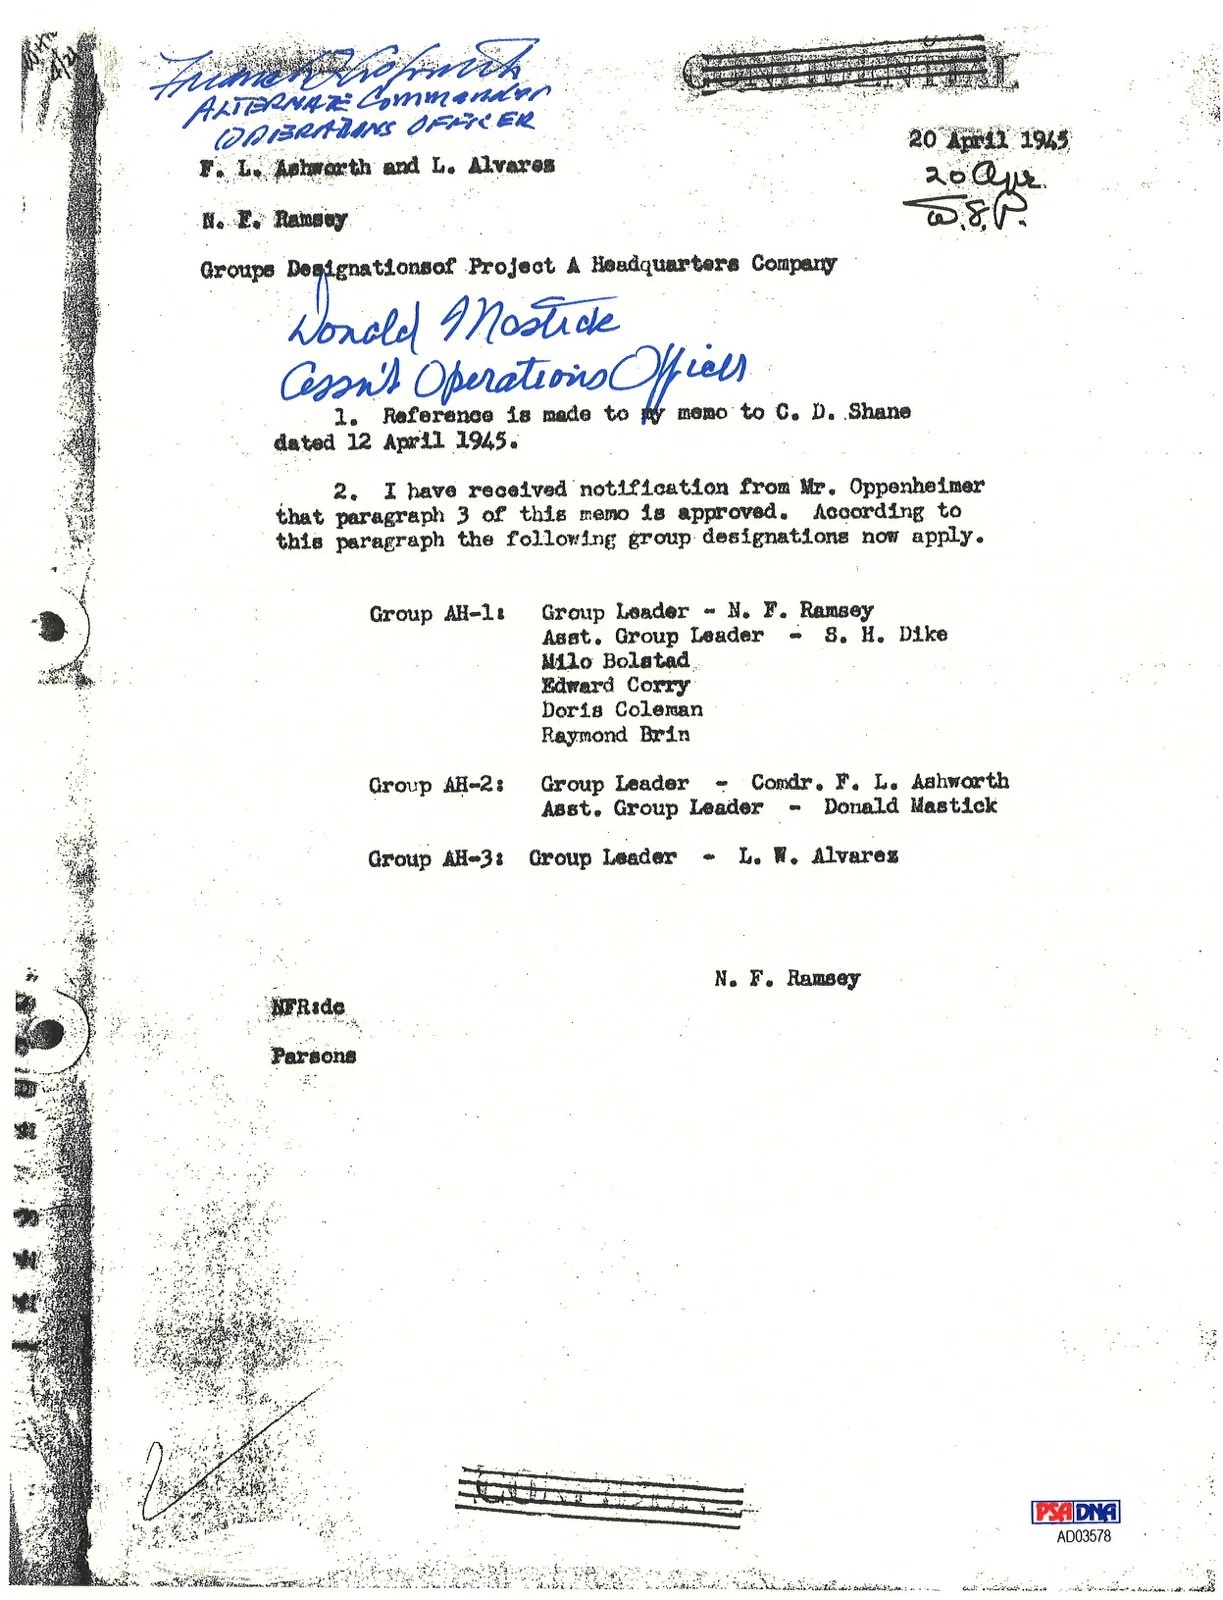 CONFIDENTIAL
Frederick L Ashworth
ALTERNATE Commander
OPERATIONS OFFICER
20 April 1945
F. L. Ashworth and L. Alvares
20 Apr.
W.S.P.
N. F. Ramsey
Groups Designationsof Project A Headquarters Company
Donald Mastick
Assn't Operations Officer
1. Reference is made to my memo to C. D. Shane
dated 12 April 1945.
2. I have received notification from Mr. Oppenheimer
that paragraph 3 of this memo is approved. According to
this paragraph the following group designations now apply.
Group AH-1: Group Leader - N. F. Ramsey
Asst. Group Leader - S. H. Dike
Milo Bolstad
Edward Corry
Doris Coleman
Raymond Brin
Group AH-2: Group Leader - Comdr. F. L. Ashworth
Asst. Group Leader - Donald Mastick
Group AH-3: Group Leader - L. W. Alvarez
N. F. Ramsey
NFR:dc
Parsons
PSA DNA
AD03578